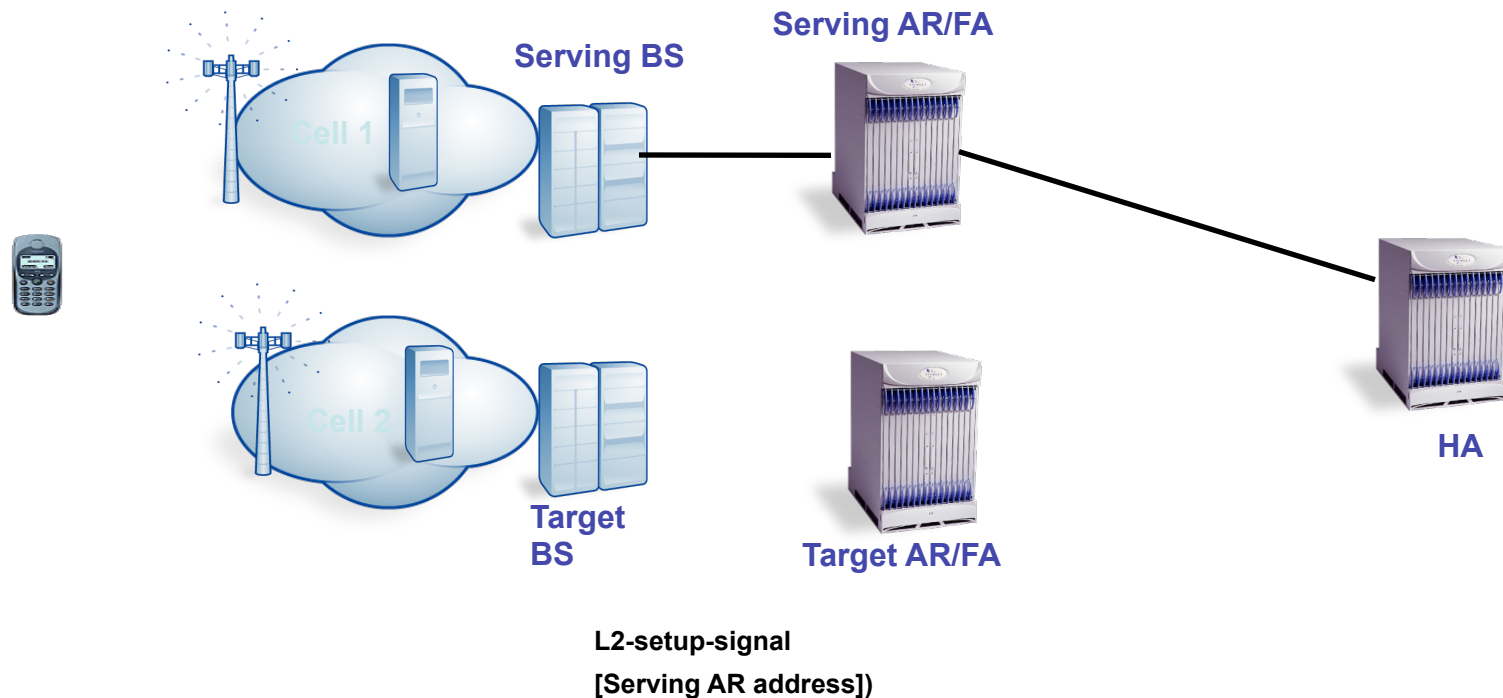 Serving AR/FA
Serving BS
Cell 1
Cell 2
HA
Target
BS
Target AR/FA
L2-setup-signal
[Serving AR address])